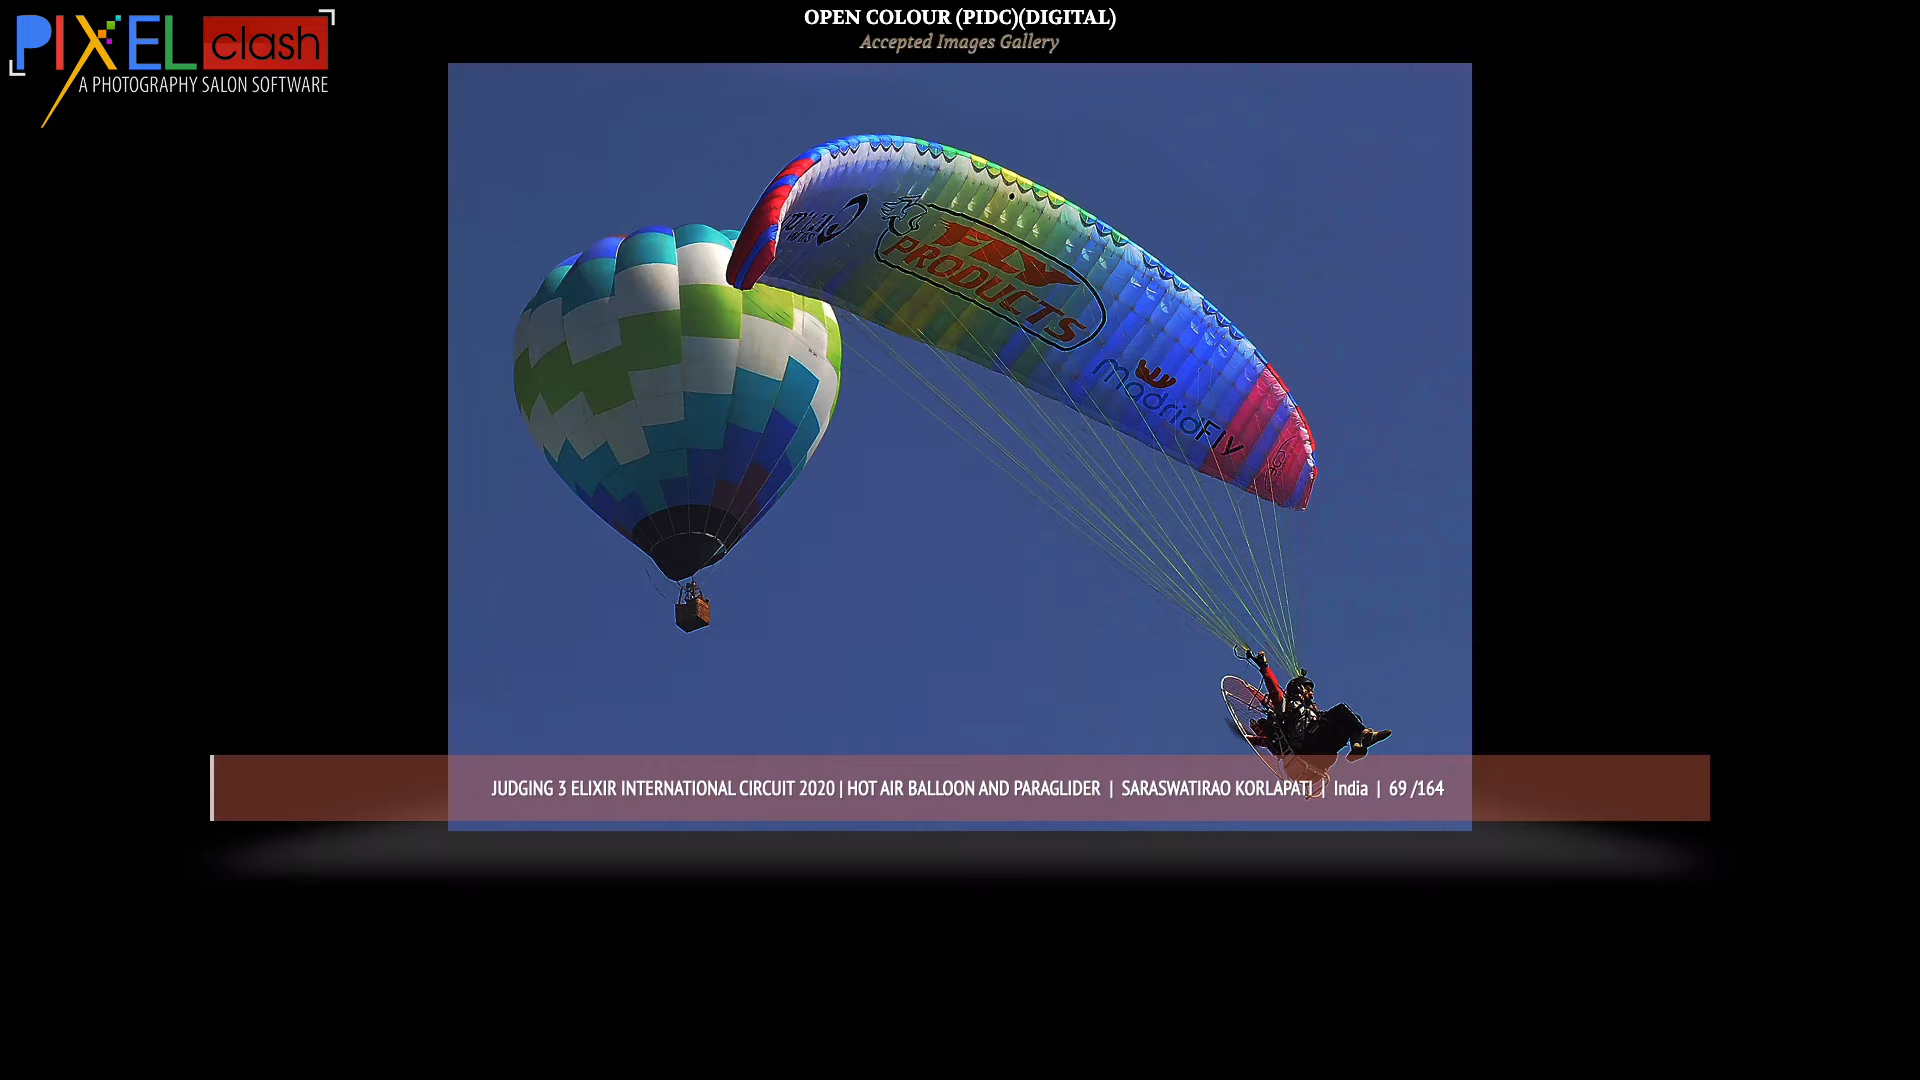 PIXEL clash
A PHOTOGRAPHY SALON SOFTWARE
OPEN COLOUR (PIDC)(DIGITAL)
Accepted Images Gallery
FLY
PRODUCTS
madridFly
JUDGING 3 ELIXIR INTERNATIONAL CIRCUIT 2020 | HOT AIR BALLOON AND PARAGLIDER | SARASWATIRAO KORLAPATI | India | 69 /164